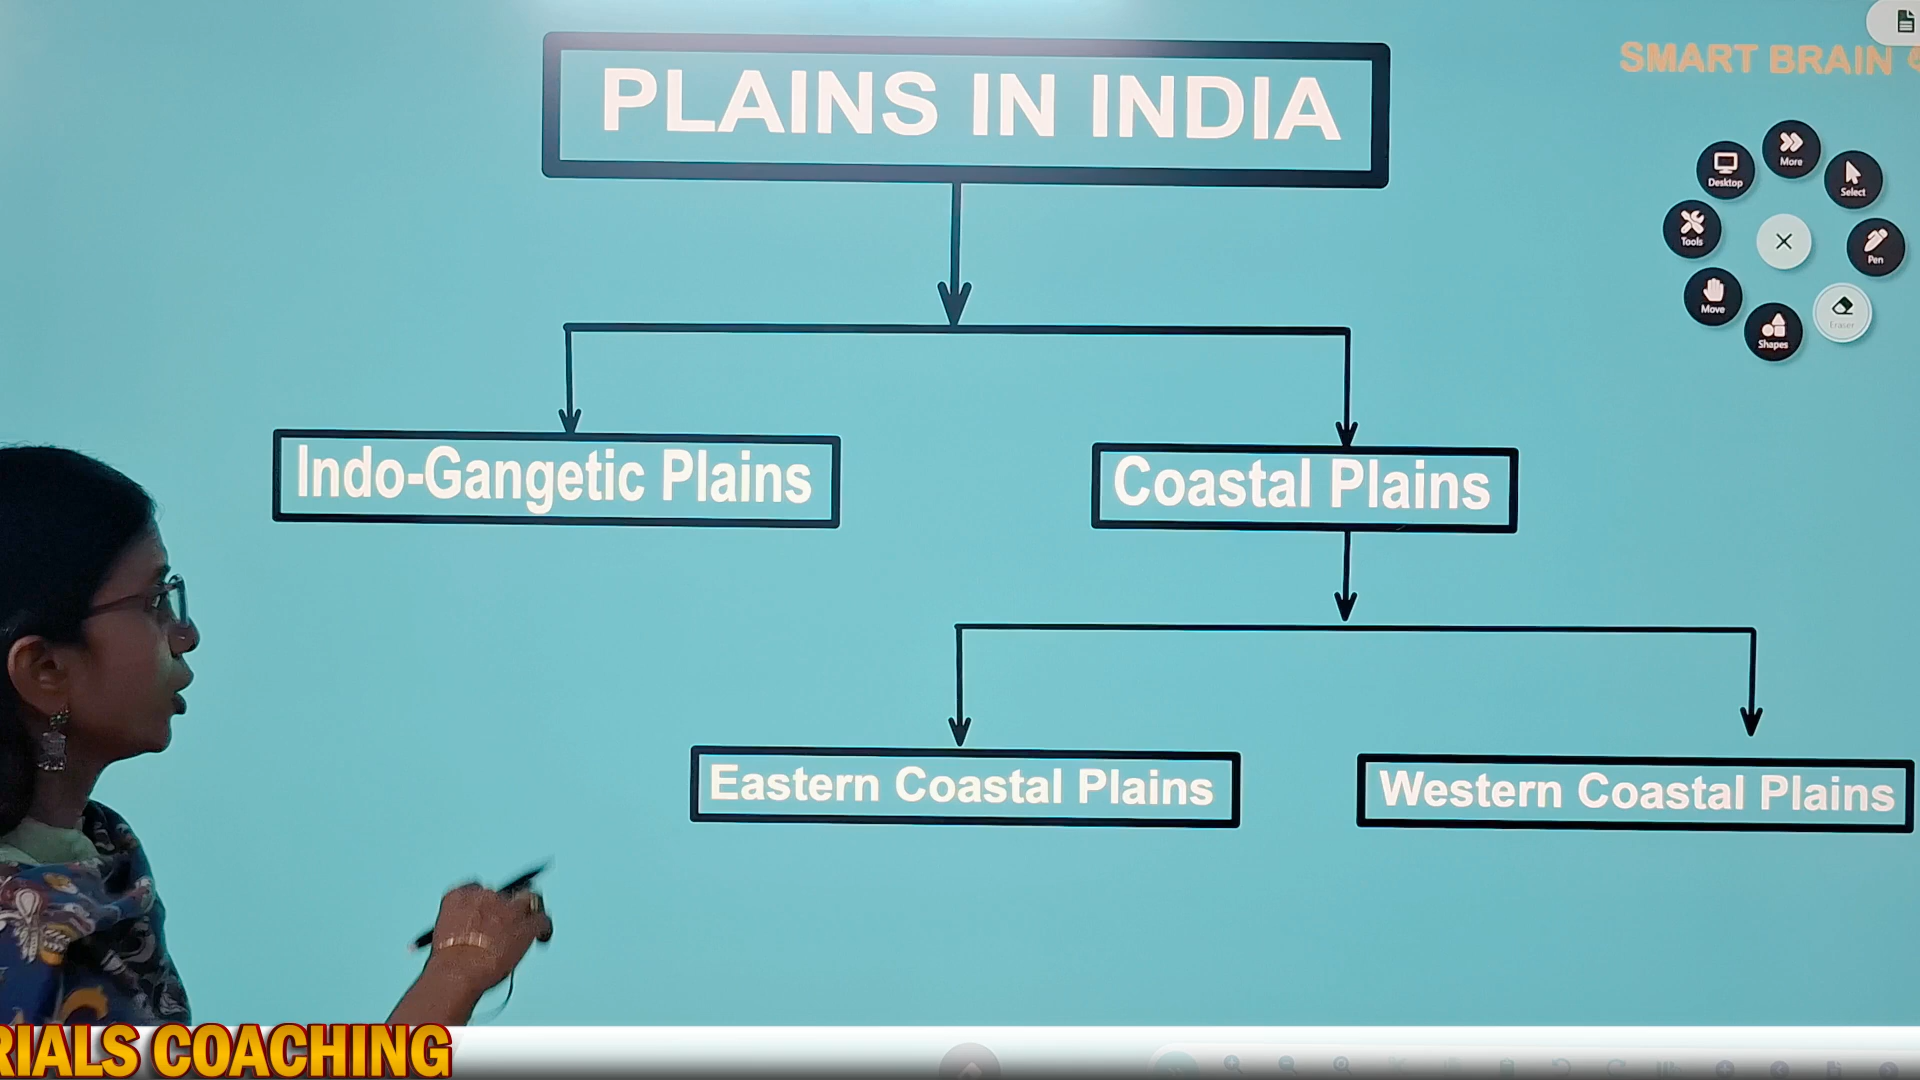 PLAINS IN INDIA
SMART BRAIN
More
Desktop
Select
Tools
Pen
Move
Eraser
Shapes
Indo-Gangetic Plains
Coastal Plains
Eastern Coastal Plains
Western Coastal Plains
RIALS COACHING